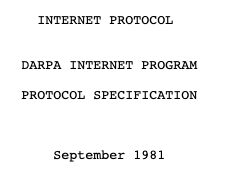 INTERNET PROTOCOL
DARPA INTERNET PROGRAM
PROTOCOL SPECIFICATION
September 1981